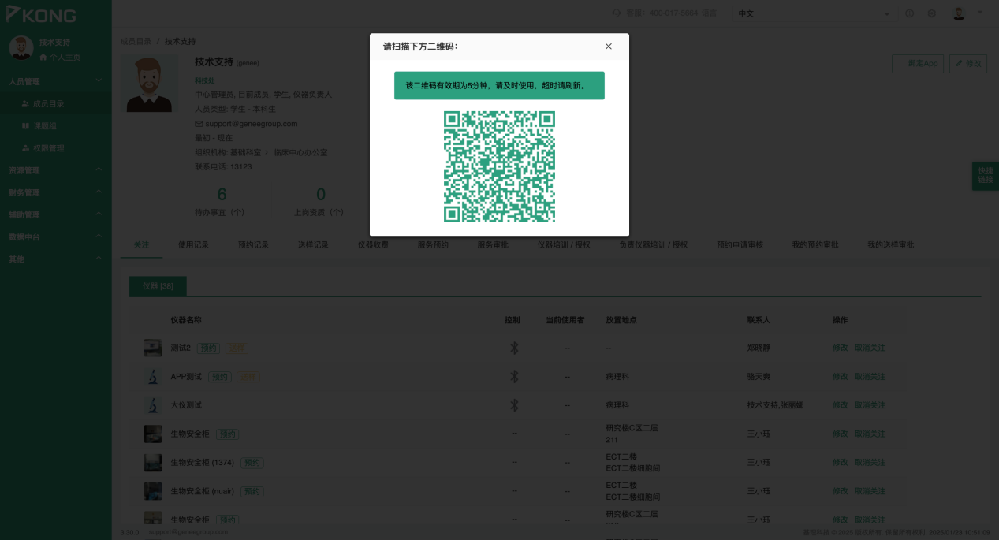 KONG
客服：400-017-5664 语言
中文
技术支持
个人主页
成员目录 / 技术支持
请扫描下方二维码：
该二维码有效期为5分钟，请及时使用，超时请刷新。
技术支持 (genee)
科技处
中心管理员, 目前成员, 学生, 仪器负责人
人员类型: 学生 - 本科生
support@geneegroup.com
最初 - 现在
组织机构: 基础科室 > 临床中心办公室
联系电话: 13123
绑定App
修改
人员管理
成员目录
课题组
权限管理
资源管理
财务管理
辅助管理
数据中台
其他
快捷
链接
6 0
待办事宜（个） 上岗资质（个）
关注 使用记录 预约记录 送样记录 仪器收费 服务预约 服务审批 仪器培训 / 授权 负责仪器培训 / 授权 预约申请审核 我的预约审批 我的送样审批
仪器 [38]
仪器名称 控制 当前使用者 放置地点 联系人 操作
测试2 预约 送样 -- -- 郑晓静 修改 取消关注
APP测试 预约 送样 -- 病理科 骆天爽 修改 取消关注
大仪测试 -- 病理科 技术支持,张丽娜 修改 取消关注
生物安全柜 预约 -- -- 研究楼C区二层 211 王小珏 修改 取消关注
生物安全柜 (1374) 预约 -- -- ECT二楼 ECT二楼细胞间 王小珏 修改 取消关注
生物安全柜 (nuair) 预约 -- -- ECT二楼 ECT二楼细胞间 王小珏 修改 取消关注
生物安全柜 预约 -- -- 研究楼C区二层 王小珏 修改 取消关注
3.30.0 support@geneegroup.com
基理科技 © 2025 版权所有. 保留所有权利. 2025/01/23 10:51:09